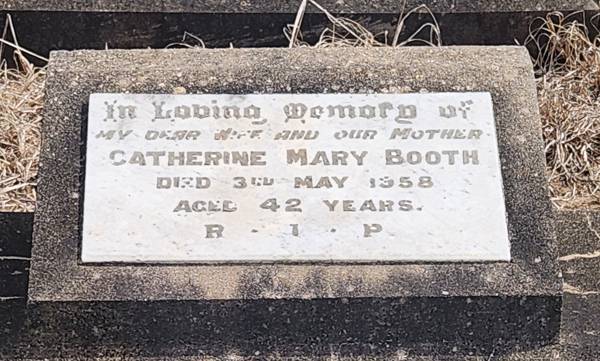 In Loving Memory of
MY DEAR WIFE AND OUR MOTHER
CATHERINE MARY BOOTH
DIED 3RD MAY 1958
AGED 42 YEARS.
R · I · P